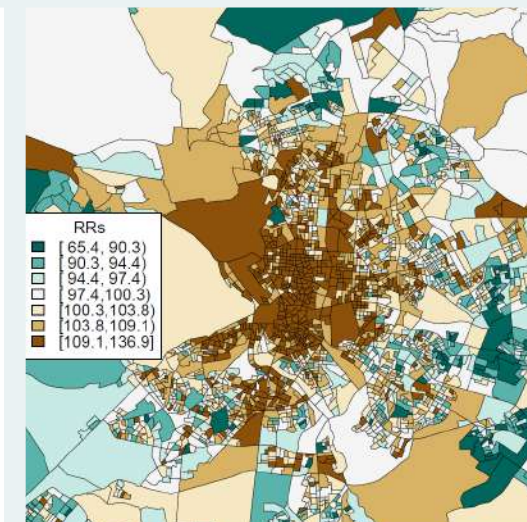 RRs
[ 65.4, 90.3)
[ 90.3, 94.4)
[ 94.4, 97.4)
[ 97.4,100.3)
[100.3,103.8)
[103.8,109.1)
[109.1,136.9]